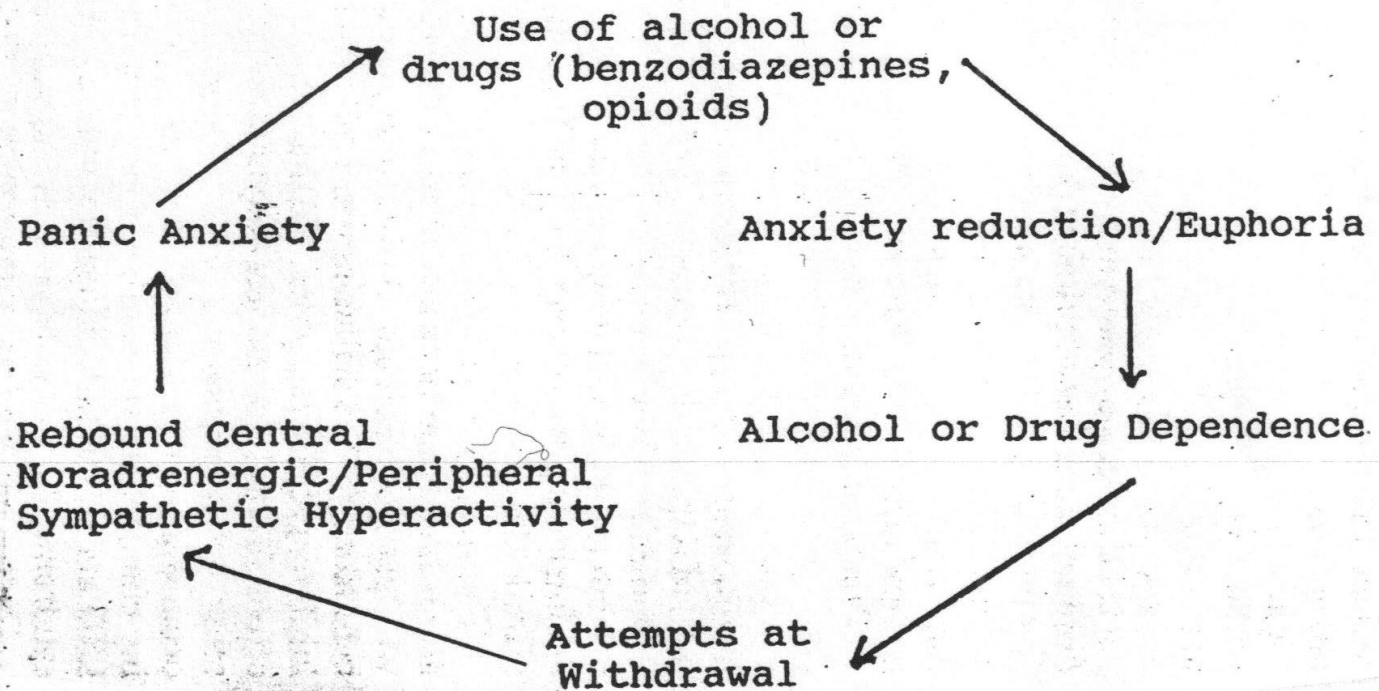 Use of alcohol or
drugs (benzodiazepines,
opioids)
Panic Anxiety
Anxiety reduction/Euphoria
Rebound Central
Noradrenergic/Peripheral
Sympathetic Hyperactivity
Alcohol or Drug Dependence
Attempts at
Withdrawal